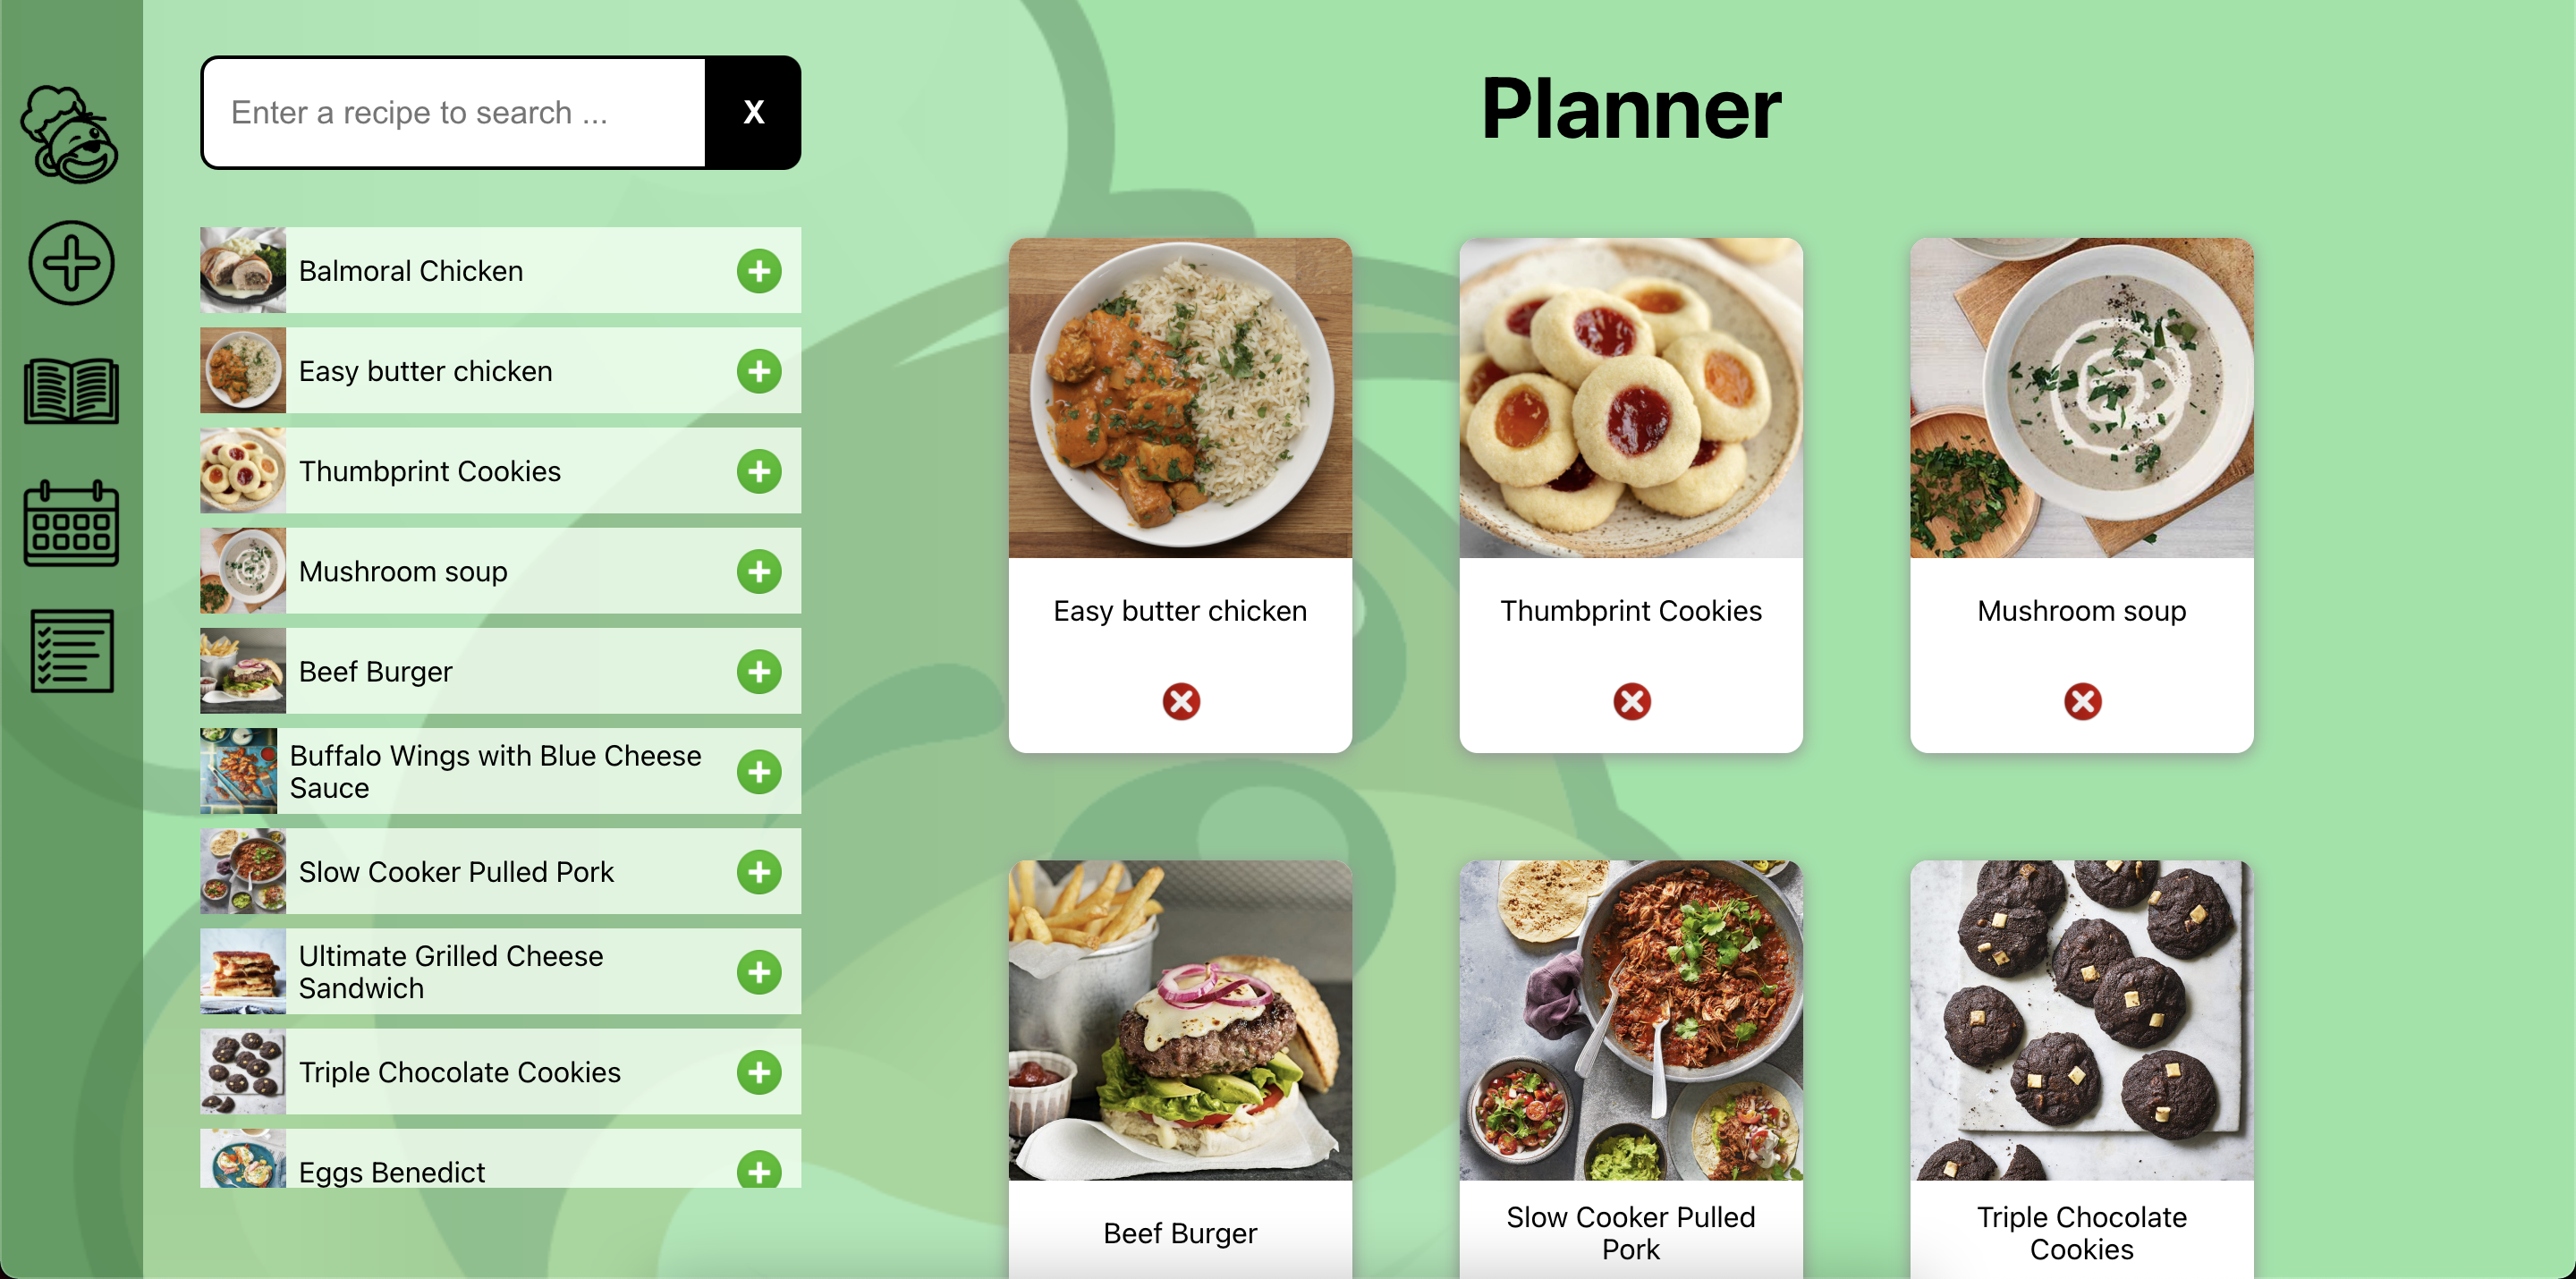 Enter a recipe to search ...
X
Balmoral Chicken
Easy butter chicken
Thumbprint Cookies
Mushroom soup
Beef Burger
Buffalo Wings with Blue Cheese
Sauce
Slow Cooker Pulled Pork
Ultimate Grilled Cheese
Sandwich
Triple Chocolate Cookies
Eggs Benedict
Planner
Easy butter chicken
Thumbprint Cookies
Mushroom soup
Beef Burger
Slow Cooker Pulled
Pork
Triple Chocolate
Cookies